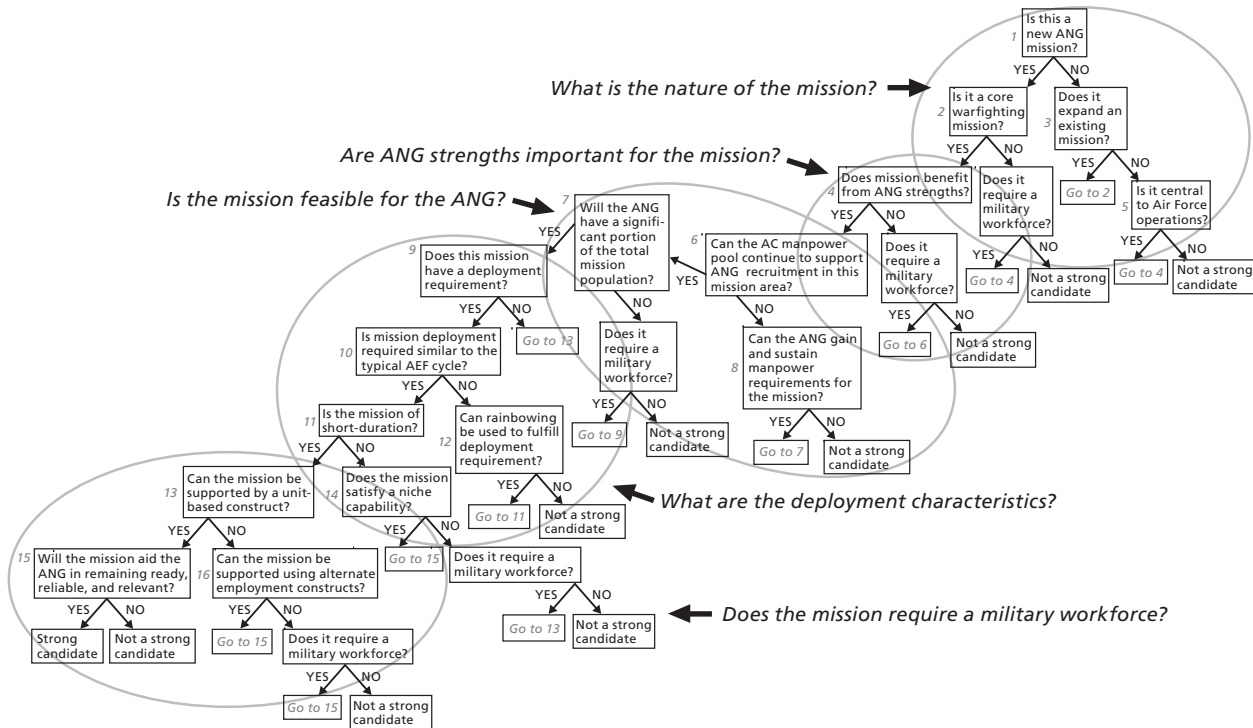 1
Is this a
new ANG
mission?
YES
NO
What is the nature of the mission?
2
Is it a core
warfighting
mission?
3
Does it
expand an
existing
mission?
YES
NO
YES
NO
Are ANG strengths important for the mission?
4
Does mission benefit
from ANG strengths?
Does it
require a
military
workforce?
Go to 2
5
Is it central
to Air Force
operations?
YES
NO
YES
NO
YES
NO
Go to 4
Not a strong
candidate
Go to 4
Not a strong
candidate
Is the mission feasible for the ANG?
7
Will the ANG
have a signifi-
cant portion
of the total
mission
population?
6
Can the AC manpower
pool continue to support
ANG recruitment in this
mission area?
Does it
require a
military
workforce?
YES
NO
YES
NO
YES
NO
Go to 6
Not a strong
candidate
9
Does this mission
have a deployment
requirement?
Does it
require a
military
workforce?
8
Can the ANG gain
and sustain
manpower
requirements for
the mission?
YES
NO
YES
NO
YES
NO
Go to 13
Go to 9
Not a strong
candidate
Go to 7
Not a strong
candidate
10
Is mission deployment
required similar to the
typical AEF cycle?
YES
NO
11
Is the mission of
short-duration?
12
Can rainbowing
be used to fulfill
deployment
requirement?
YES
NO
YES
NO
Go to 11
Not a strong
candidate
What are the deployment characteristics?
13
Can the mission be
supported by a unit-
based construct?
14
Does the mission
satisfy a niche
capability?
YES
NO
YES
NO
15
Will the mission aid the
ANG in remaining ready,
reliable, and relevant?
16
Can the mission be
supported using alternate
employment constructs?
Go to 15
Does it require a
military workforce?
YES
NO
YES
NO
YES
NO
Strong
candidate
Not a strong
candidate
Go to 15
Does it require a
military workforce?
Go to 13
Not a strong
candidate
Does the mission require a military workforce?
YES
NO
Go to 15
Not a strong
candidate